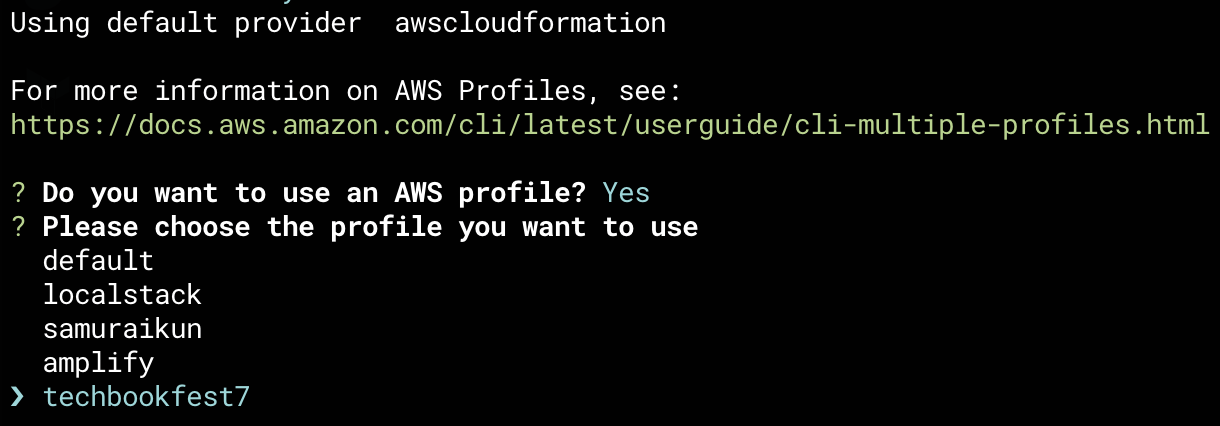 Using default provider  awscloudformation
For more information on AWS Profiles, see:
https://docs.aws.amazon.com/cli/latest/userguide/cli-multiple-profiles.html
? Do you want to use an AWS profile? Yes
? Please choose the profile you want to use
default
localstack
samuraikun
amplify
❯ techbookfest7